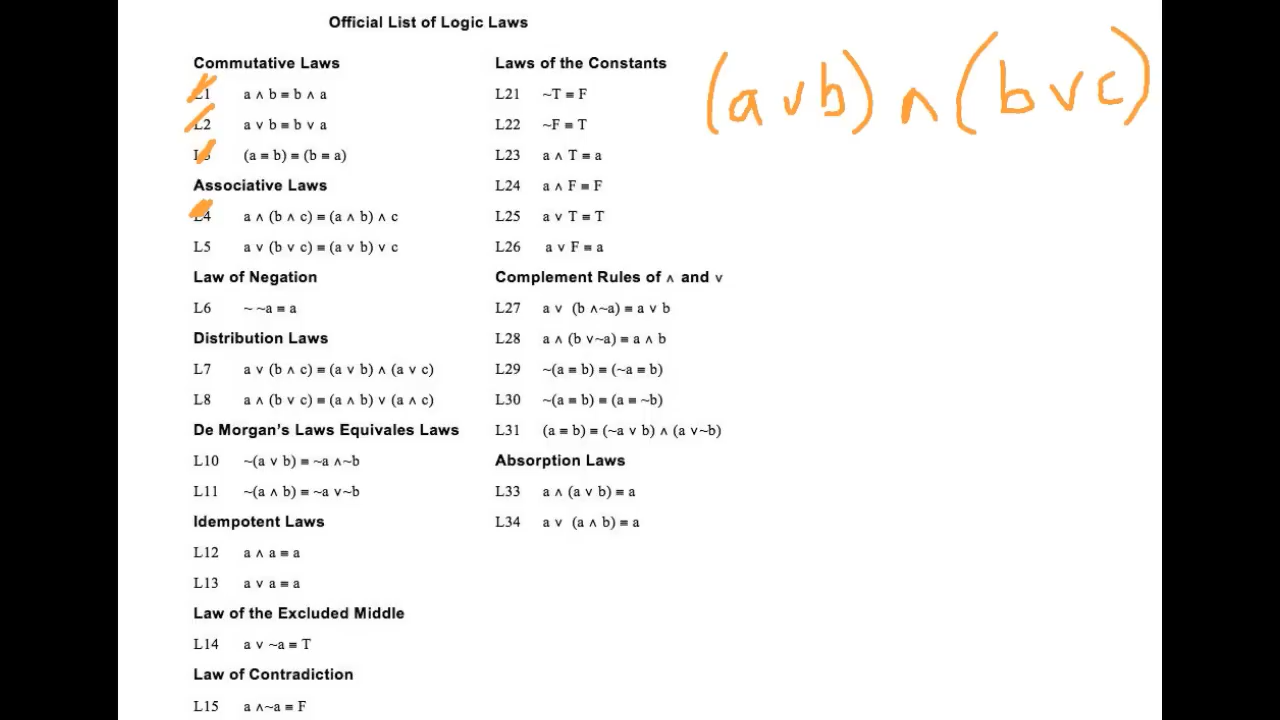 Official List of Logic Laws
Commutative Laws
L1 a ∧ b ≡ b ∧ a
L2 a ∨ b ≡ b ∨ a
L3 (a ≡ b) ≡ (b ≡ a)
Associative Laws
L4 a ∧ (b ∧ c) ≡ (a ∧ b) ∧ c
L5 a ∨ (b ∨ c) ≡ (a ∨ b) ∨ c
Law of Negation
L6 ~ ~a ≡ a
Distribution Laws
L7 a ∨ (b ∧ c) ≡ (a ∨ b) ∧ (a ∨ c)
L8 a ∧ (b ∨ c) ≡ (a ∧ b) ∨ (a ∧ c)
De Morgan's Laws Equivales Laws
L10 ~(a ∨ b) ≡ ~a ∧~b
L11 ~(a ∧ b) ≡ ~a ∨~b
Idempotent Laws
L12 a ∧ a ≡ a
L13 a ∨ a ≡ a
Law of the Excluded Middle
L14 a ∨ ~a ≡ T
Law of Contradiction
L15 a ∧~a ≡ F
Laws of the Constants
L21 ~T ≡ F
L22 ~F ≡ T
L23 a ∧ T ≡ a
L24 a ∧ F ≡ F
L25 a ∨ T ≡ T
L26 a ∨ F ≡ a
Complement Rules of ∧ and ∨
L27 a ∨ (b ∧~a) ≡ a ∨ b
L28 a ∧ (b ∨~a) ≡ a ∧ b
L29 ~(a ≡ b) ≡ (~a ≡ b)
L30 ~(a ≡ b) ≡ (a ≡ ~b)
L31 (a ≡ b) ≡ (~a ∨ b) ∧ (a ∨~b)
Absorption Laws
L33 a ∧ (a ∨ b) ≡ a
L34 a ∨ (a ∧ b) ≡ a
(a ∨ b) ∧ (b ∨ c)